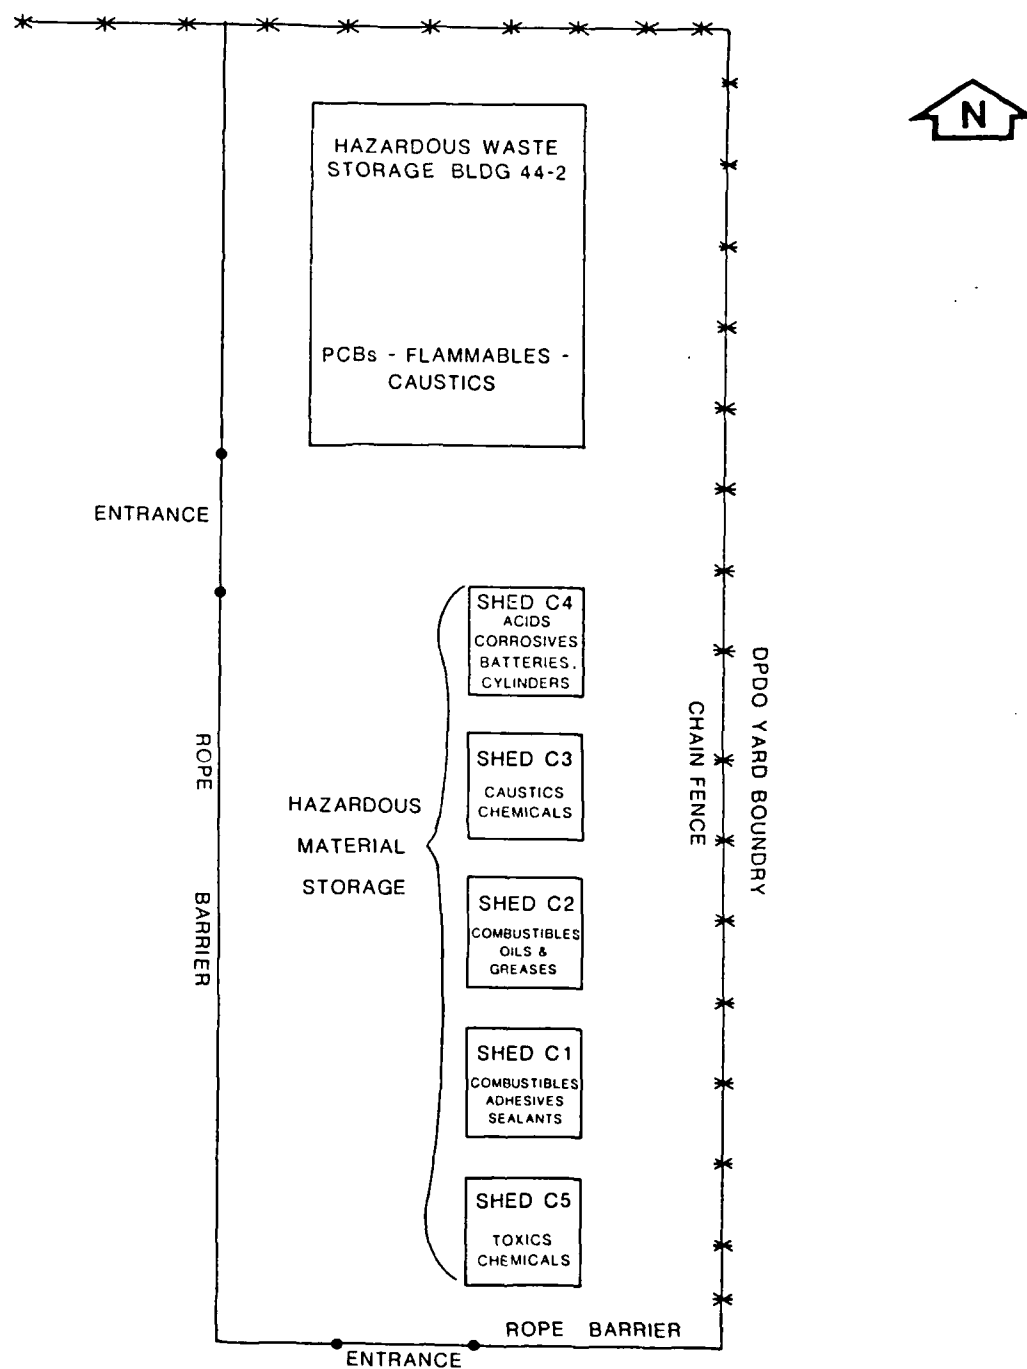 N
HAZARDOUS WASTE
STORAGE BLDG 44-2
PCBs - FLAMMABLES -
CAUSTICS
ENTRANCE
SHED C4
ACIDS
CORROSIVES
BATTERIES.
CYLINDERS
SHED C3
CAUSTICS
CHEMICALS
HAZARDOUS
MATERIAL
STORAGE
SHED C2
COMBUSTIBLES
OILS &
GREASES
SHED C1
COMBUSTIBLES
ADHESIVES
SEALANTS
SHED C5
TOXICS
CHEMICALS
ROPE BARRIER
CHAIN FENCE
DPDO YARD BOUNDRY
ROPE BARRIER
ENTRANCE